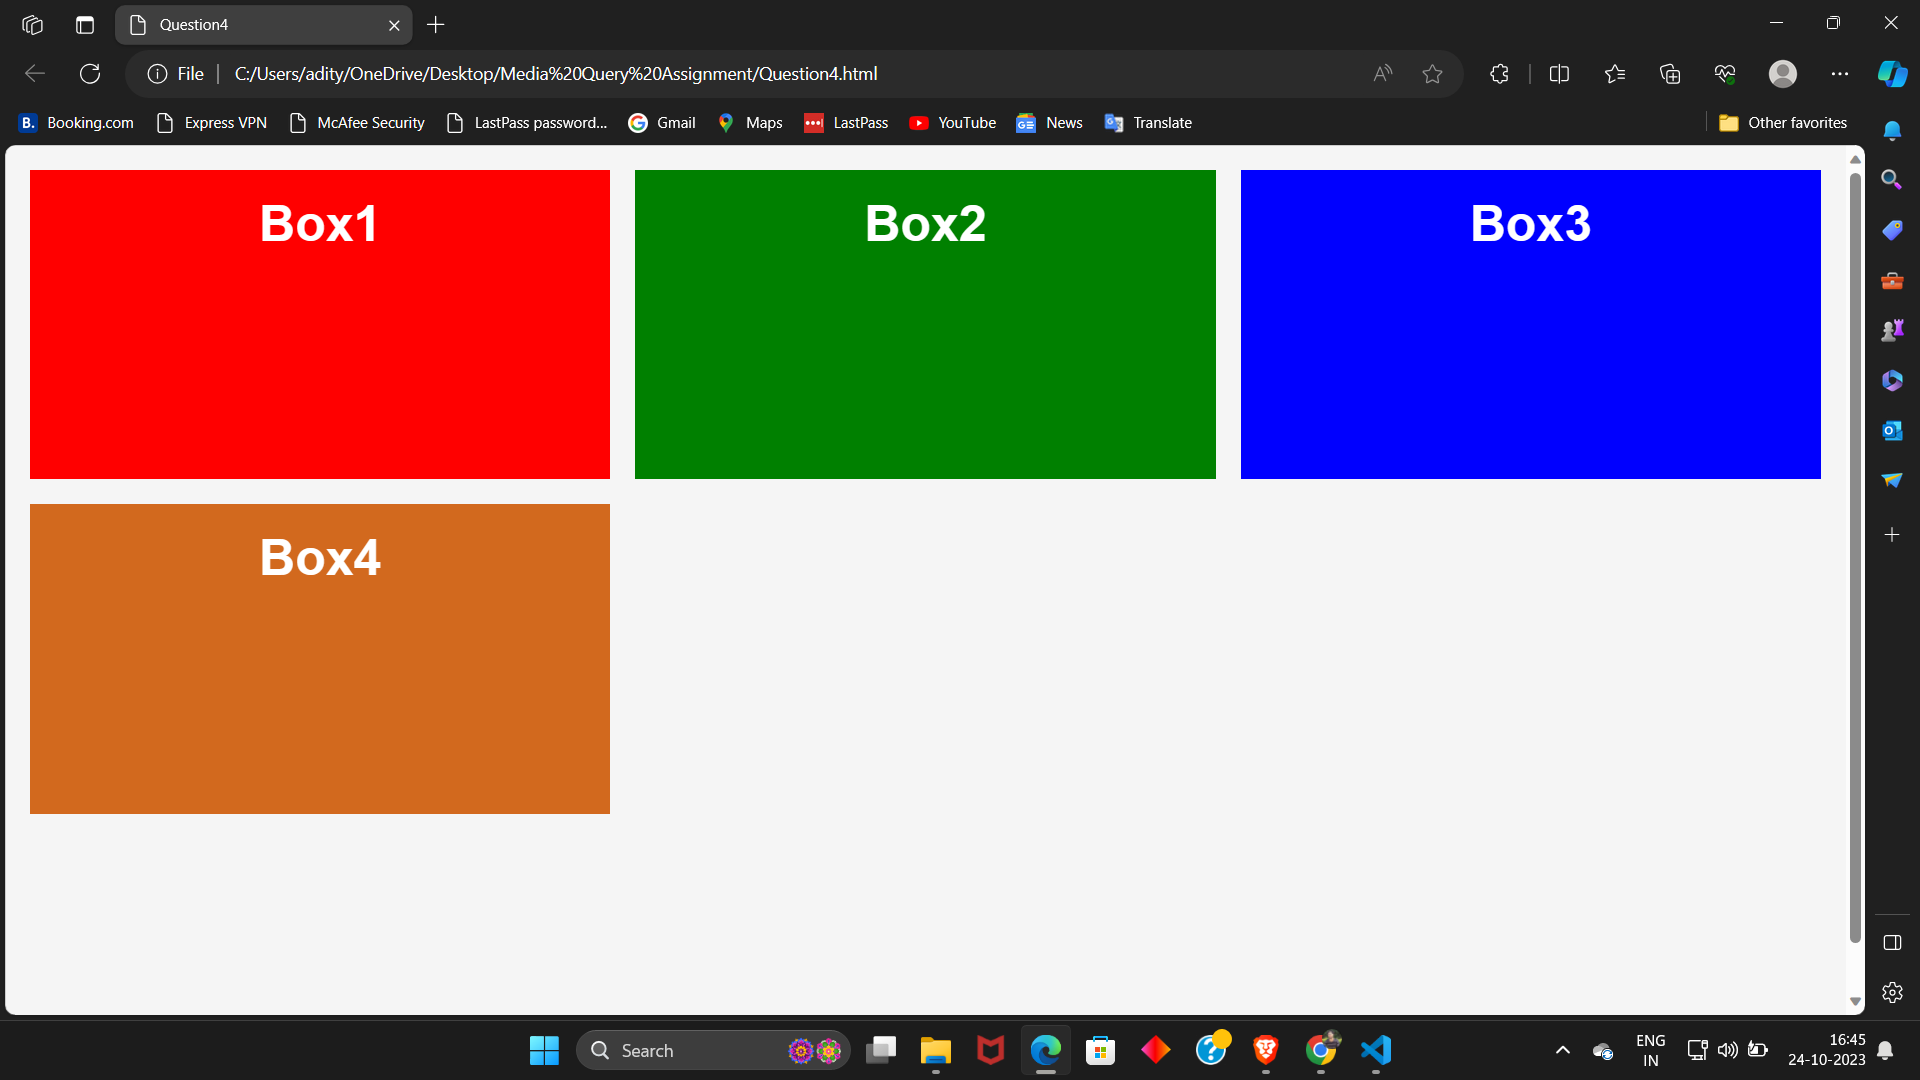 Question4
File
C:/Users/adity/OneDrive/Desktop/Media%20Query%20Assignment/Question4.html
B. Booking.com Express VPN McAfee Security LastPass password... Gmail Maps LastPass YouTube News Translate Other favorites
Box1 Box2 Box3
Box4
Search
ENG
IN
16:45
24-10-2023